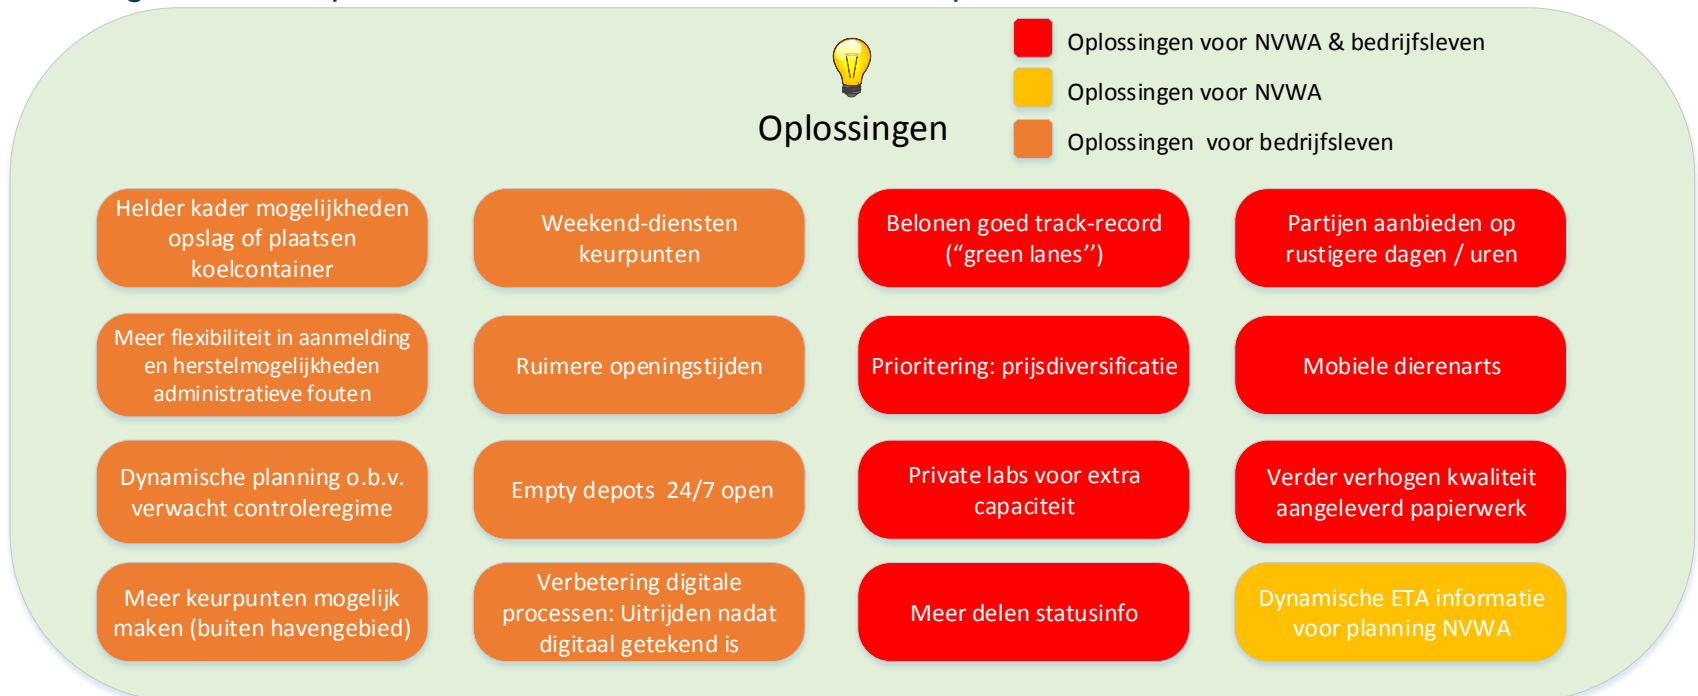 Oplossingen
Oplossingen voor NVWA & bedrijfsleven
Oplossingen voor NVWA
Oplossingen voor bedrijfsleven
Helder kader mogelijkheden
opslag of plaatsen
koelcontainer
Weekend-diensten
keurpunten
Belonen goed track-record
(“green lanes’’)
Partijen aanbieden op
rustigere dagen / uren
Meer flexibiliteit in aanmelding
en herstelmogelijkheden
administratieve fouten
Ruimere openingstijden
Prioritering: prijsdiversificatie
Mobiele dierenarts
Dynamische planning o.b.v.
verwacht controleregime
Empty depots 24/7 open
Private labs voor extra
capaciteit
Verder verhogen kwaliteit
aangeleverd papierwerk
Meer keurpunten mogelijk
maken (buiten havengebied)
Verbetering digitale
processen: Uitrijden nadat
digitaal getekend is
Meer delen statusinfo
Dynamische ETA informatie
voor planning NVWA